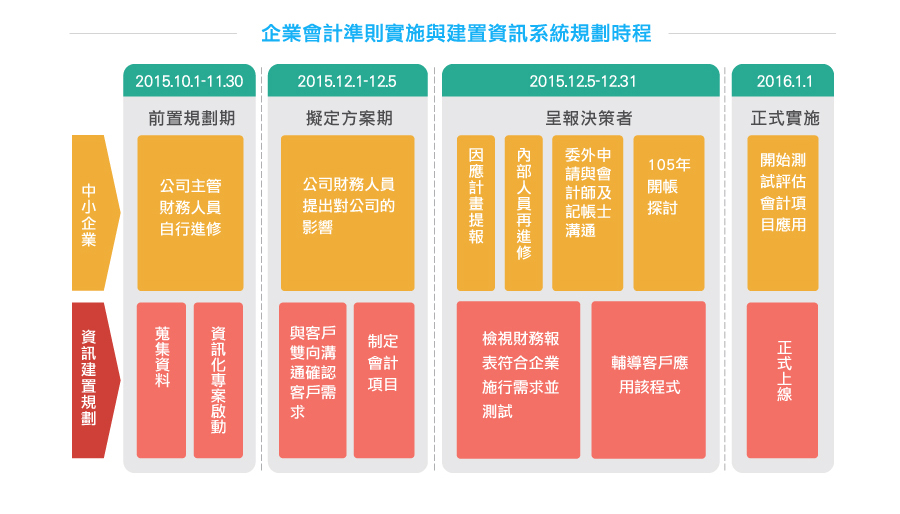 企業會計準則實施與建置資訊系統規劃時程
2015.10.1-11.30
2015.12.1-12.5
2015.12.5-12.31
2016.1.1
前置規劃期
擬定方案期
呈報決策者
正式實施
中小企業
公司主管
財務人員
自行進修
公司財務人員
提出對公司的
影響
因應計畫提報
內部人員再進修
委外申
請與會
計師及
記帳士
溝通
105年
開帳
探討
開始測
試評估
會計項
目應用
資訊建置規劃
蒐集資料
資訊化專案啟動
與客戶
雙向溝
通確認
客戶需
求
制定
會計
項目
檢視財務報
表符合企業
施行需求並
測試
輔導客戶應
用該程式
正式上線